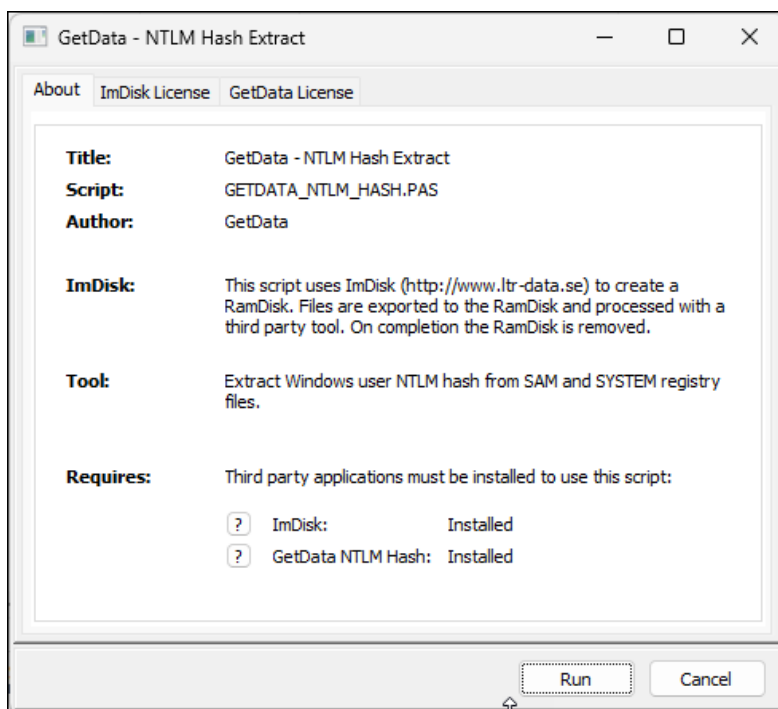 GetData - NTLM Hash Extract
About ImDisk License GetData License
Title: GetData - NTLM Hash Extract
Script: GETDATA_NTLM_HASH.PAS
Author: GetData
ImDisk: This script uses ImDisk (http://www.ltr-data.se) to create a
RamDisk. Files are exported to the RamDisk and processed with a
third party tool. On completion the RamDisk is removed.
Tool: Extract Windows user NTLM hash from SAM and SYSTEM registry
files.
Requires: Third party applications must be installed to use this script:
? ImDisk: Installed
? GetData NTLM Hash: Installed
Run Cancel